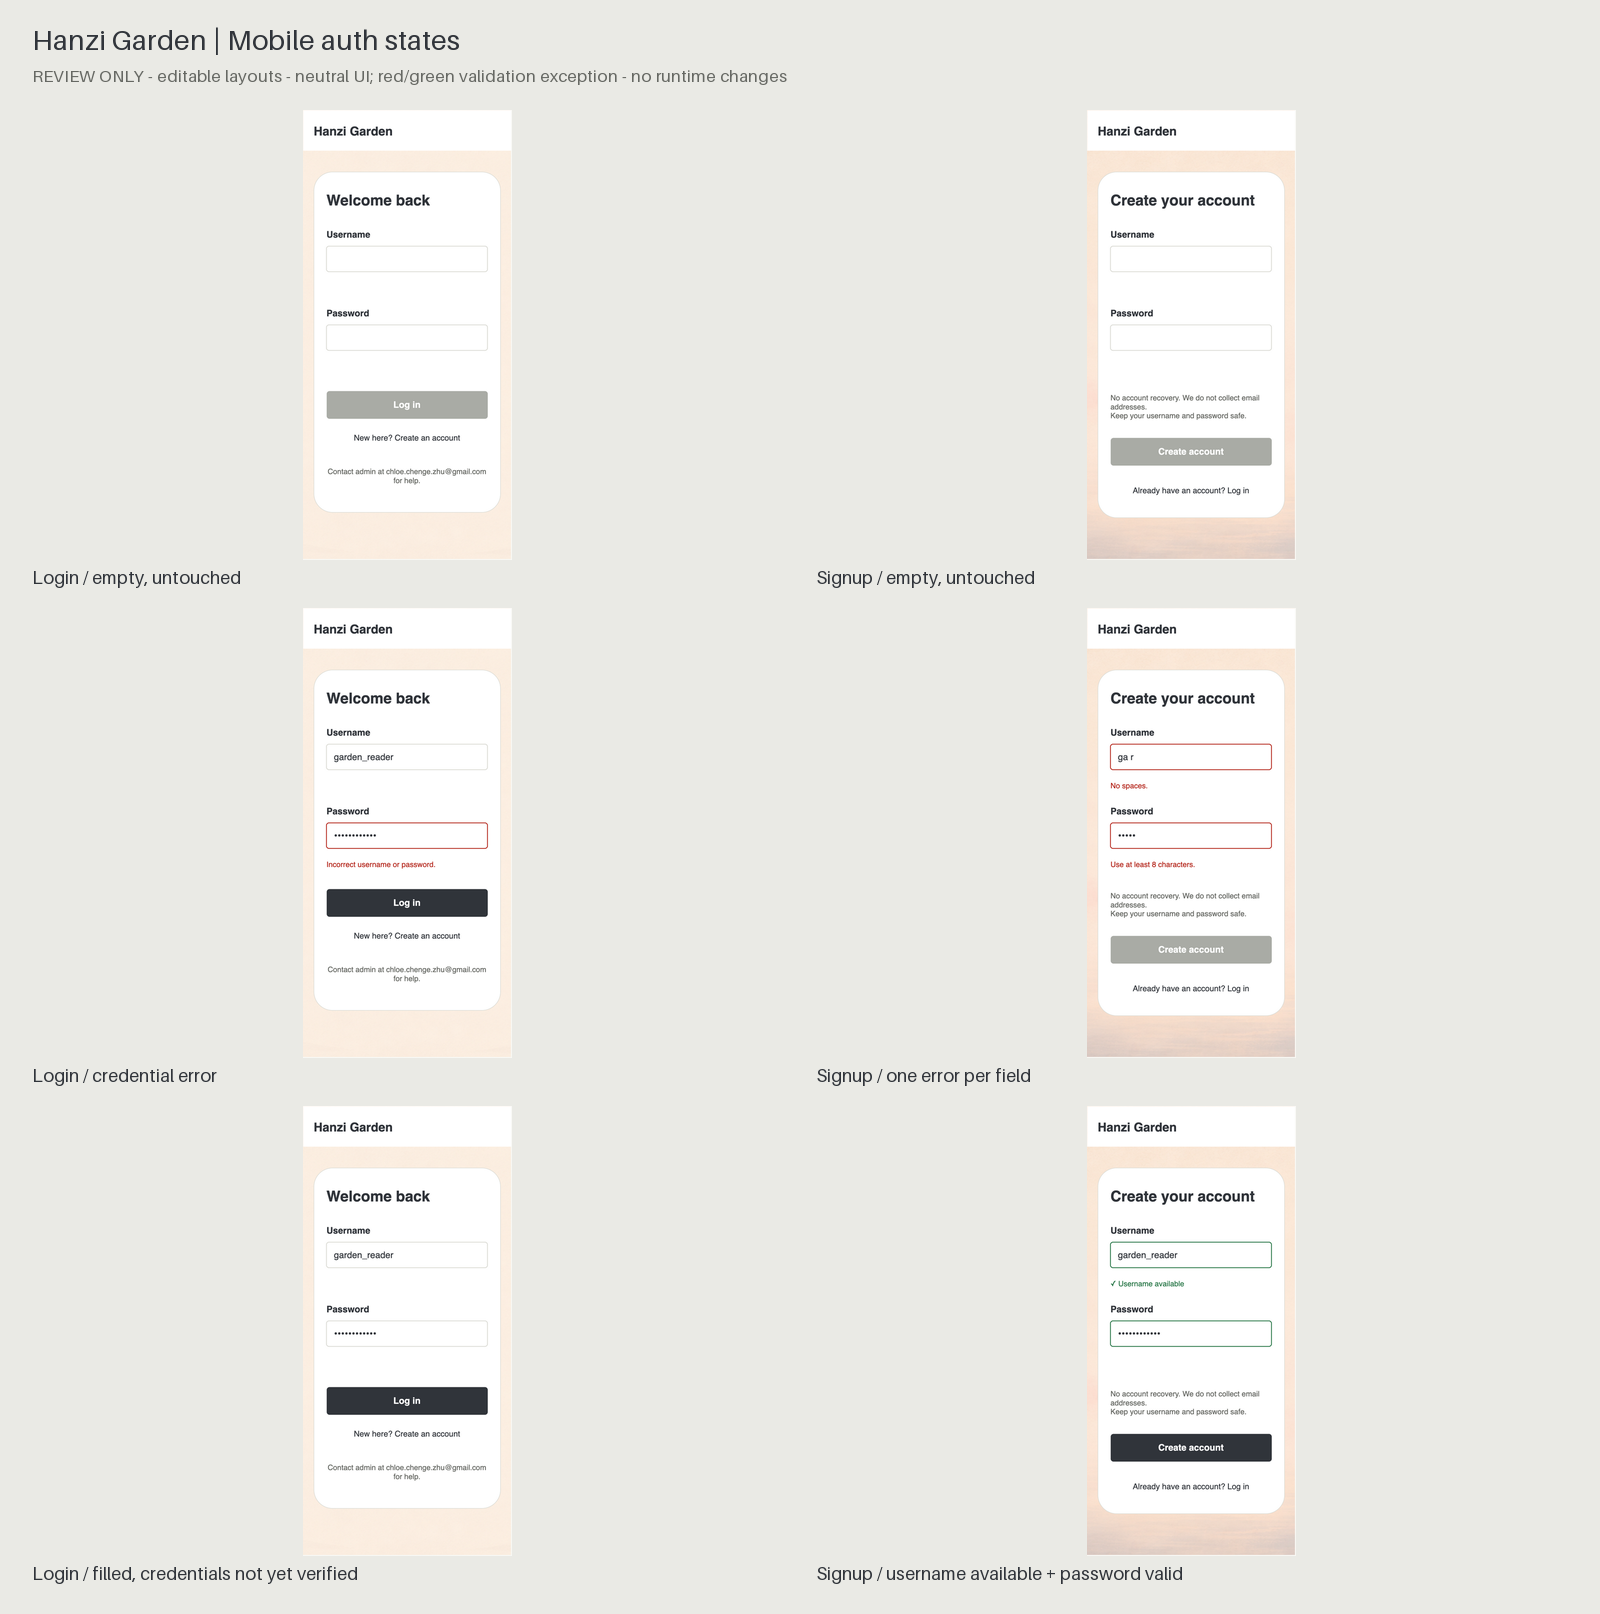 Hanzi Garden | Mobile auth states
REVIEW ONLY - editable layouts - neutral UI; red/green validation exception - no runtime changes
Hanzi Garden
Welcome back
Username
Password
Log in
New here? Create an account
Contact admin at chloe.chenge.zhu@gmail.com
for help.
Login / empty, untouched
Hanzi Garden
Create your account
Username
Password
No account recovery. We do not collect email
addresses.
Keep your username and password safe.
Create account
Already have an account? Log in
Signup / empty, untouched
Hanzi Garden
Welcome back
Username
garden_reader
Password
••••••••••••
Incorrect username or password.
Log in
New here? Create an account
Contact admin at chloe.chenge.zhu@gmail.com
for help.
Login / credential error
Hanzi Garden
Create your account
Username
ga r
No spaces.
Password
•••••
Use at least 8 characters.
No account recovery. We do not collect email
addresses.
Keep your username and password safe.
Create account
Already have an account? Log in
Signup / one error per field
Hanzi Garden
Welcome back
Username
garden_reader
Password
••••••••••••
Log in
New here? Create an account
Contact admin at chloe.chenge.zhu@gmail.com
for help.
Login / filled, credentials not yet verified
Hanzi Garden
Create your account
Username
garden_reader
✓ Username available
Password
••••••••••••
No account recovery. We do not collect email
addresses.
Keep your username and password safe.
Create account
Already have an account? Log in
Signup / username available + password valid